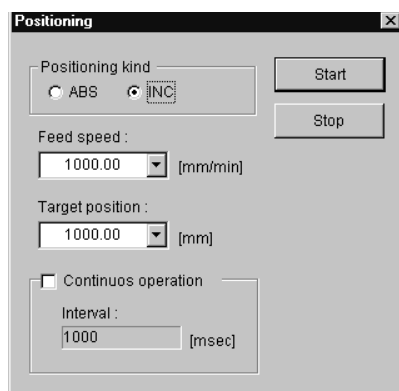 Positioning
Positioning kind
ABS INC
Start
Stop
Feed speed :
1000.00 [mm/min]
Target position :
1000.00 [mm]
Continuos operation
Interval :
1000 [msec]